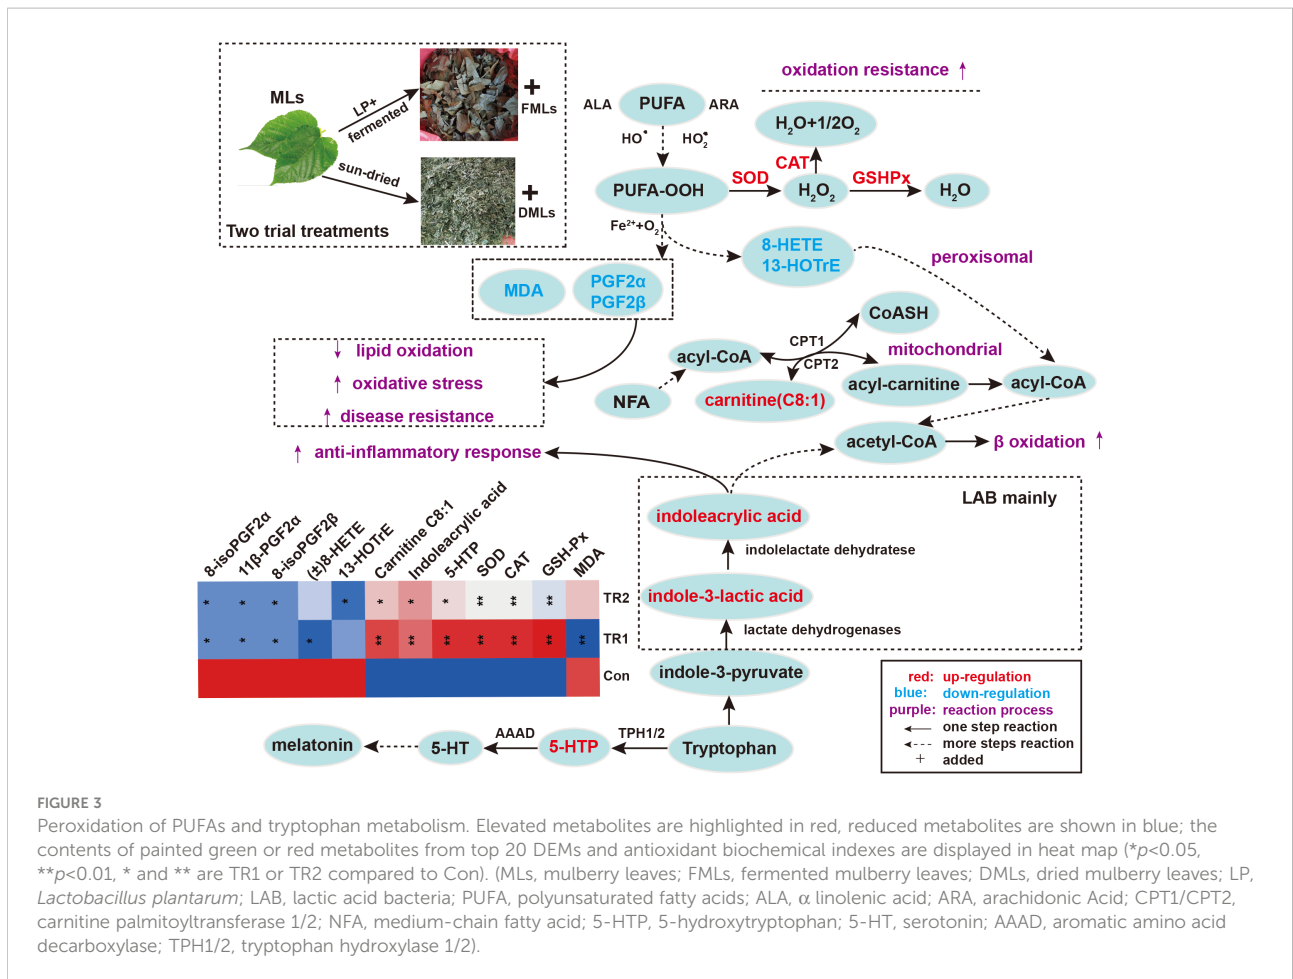 MLs
LP+
fermented
+
FMLs
sun-dried
+
DMLs
Two trial treatments
oxidation resistance ↑
ALA
PUFA
ARA
HO•
HO₂•
H₂O+1/2O₂
CAT
PUFA-OOH
SOD
H₂O₂
GSHPx
H₂O
Fe²⁺+O₂
8-HETE
13-HOTrE
peroxisomal
MDA
PGF2α
PGF2β
CoASH
CPT1
mitochondrial
↓ lipid oxidation
acyl-CoA
CPT2
↑ oxidative stress
NFA
carnitine(C8:1)
acyl-carnitine
acyl-CoA
↑ disease resistance
acetyl-CoA
β oxidation ↑
↑ anti-inflammatory response
LAB mainly
indoleacrylic acid
indolelactate dehydratese
indole-3-lactic acid
lactate dehydrogenases
indole-3-pyruvate
8-isoPGF2α
11β-PGF2α
8-isoPGF2β
(±)8-HETE
13-HOTrE
Carnitine C8:1
Indoleacrylic acid
5-HTP
SOD
CAT
GSH-Px
MDA
* * * * * * * ** ** ** TR2
* * * * ** ** ** ** ** ** ** TR1
Con
red: up-regulation
blue: down-regulation
purple: reaction process
one step reaction
more steps reaction
+ added
melatonin
5-HT
AAAD
5-HTP
TPH1/2
Tryptophan
FIGURE 3
Peroxidation of PUFAs and tryptophan metabolism. Elevated metabolites are highlighted in red, reduced metabolites are shown in blue; the
contents of painted green or red metabolites from top 20 DEMs and antioxidant biochemical indexes are displayed in heat map (*p<0.05,
**p<0.01, * and ** are TR1 or TR2 compared to Con). (MLs, mulberry leaves; FMLs, fermented mulberry leaves; DMLs, dried mulberry leaves; LP,
Lactobacillus plantarum; LAB, lactic acid bacteria; PUFA, polyunsaturated fatty acids; ALA, α linolenic acid; ARA, arachidonic Acid; CPT1/CPT2,
carnitine palmitoyltransferase 1/2; NFA, medium-chain fatty acid; 5-HTP, 5-hydroxytryptophan; 5-HT, serotonin; AAAD, aromatic amino acid
decarboxylase; TPH1/2, tryptophan hydroxylase 1/2).